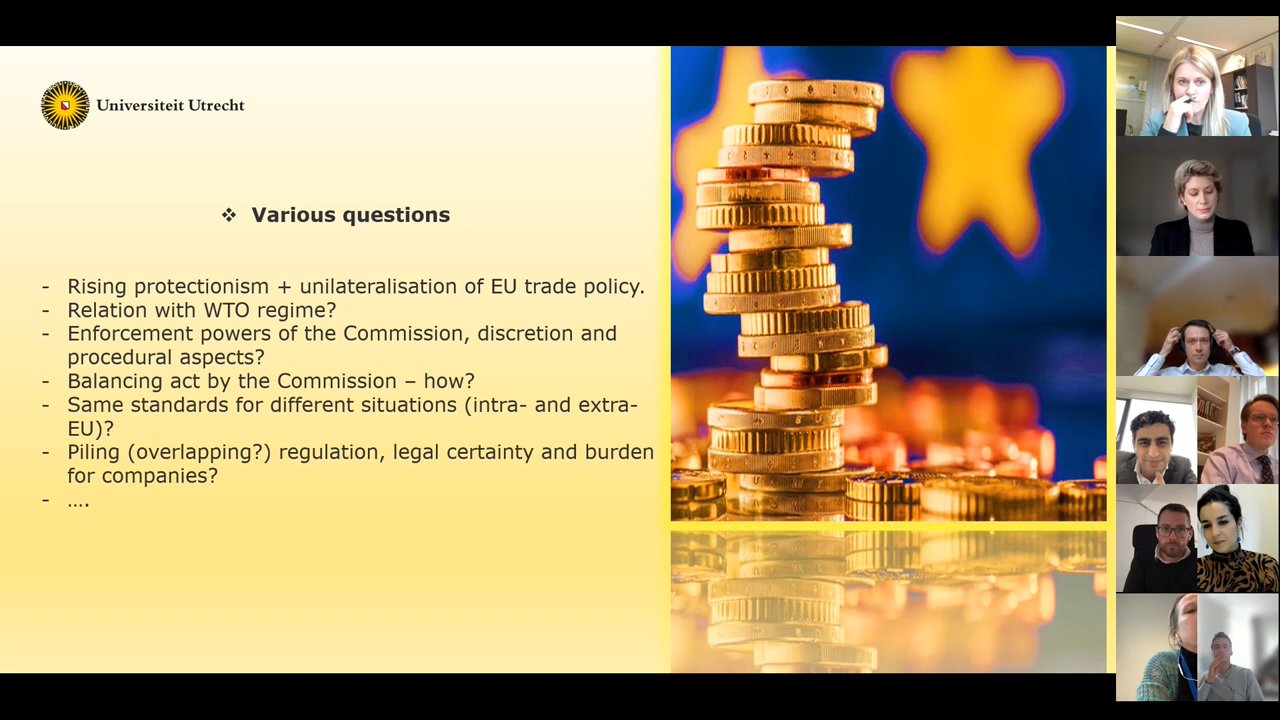 Universiteit Utrecht
❖ Various questions
- Rising protectionism + unilateralisation of EU trade policy.
- Relation with WTO regime?
- Enforcement powers of the Commission, discretion and
procedural aspects?
- Balancing act by the Commission – how?
- Same standards for different situations (intra- and extra-
EU)?
- Piling (overlapping?) regulation, legal certainty and burden
for companies?
- ….